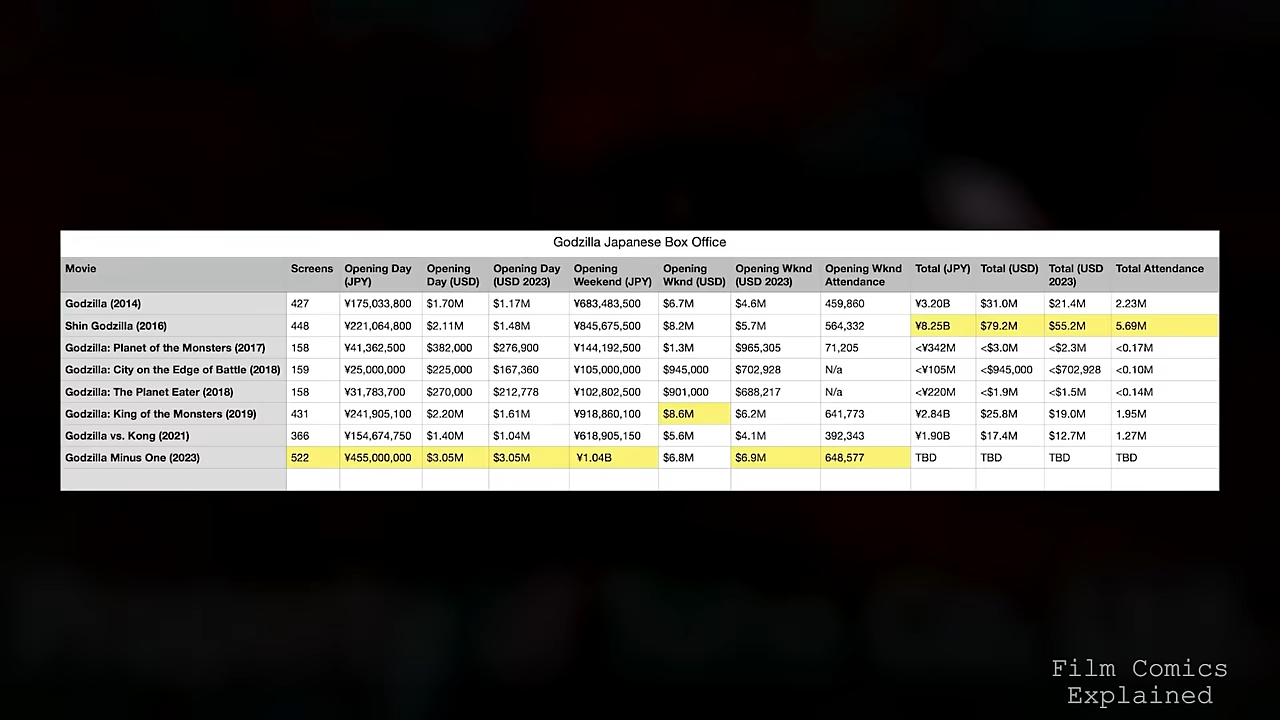 Godzilla Japanese Box Office
Movie Screens Opening Day (JPY) Opening Day (USD) Opening Day (USD 2023) Opening Weekend (JPY) Opening Wknd (USD) Opening Wknd (USD 2023) Opening Wknd Attendance Total (JPY) Total (USD) Total (USD 2023) Total Attendance
Godzilla (2014) 427 ¥175,033,800 $1.70M $1.17M ¥683,483,500 $6.7M $4.6M 459,860 ¥3.20B $31.0M $21.4M 2.23M
Shin Godzilla (2016) 448 ¥221,064,800 $2.11M $1.48M ¥845,675,500 $8.2M $5.7M 564,332 ¥8.25B $79.2M $55.2M 5.69M
Godzilla: Planet of the Monsters (2017) 158 ¥41,362,500 $382,000 $276,900 ¥144,192,500 $1.3M $965,305 71,205 <¥342M <$3.0M <$2.3M <0.17M
Godzilla: City on the Edge of Battle (2018) 159 ¥25,000,000 $225,000 $167,360 ¥105,000,000 $945,000 $702,928 N/a <¥105M <$945,000 <$702,928 <0.10M
Godzilla: The Planet Eater (2018) 158 ¥31,783,700 $270,000 $212,778 ¥102,802,500 $901,000 $688,217 N/a <¥220M <$1.9M <$1.5M <0.14M
Godzilla: King of the Monsters (2019) 431 ¥241,905,100 $2.20M $1.61M ¥918,860,100 $8.6M $6.2M 641,773 ¥2.84B $25.8M $19.0M 1.95M
Godzilla vs. Kong (2021) 366 ¥154,674,750 $1.40M $1.04M ¥618,905,150 $5.6M $4.1M 392,343 ¥1.90B $17.4M $12.7M 1.27M
Godzilla Minus One (2023) 522 ¥455,000,000 $3.05M $3.05M ¥1.04B $6.8M $6.9M 648,577 TBD TBD TBD TBD
Film Comics
Explained